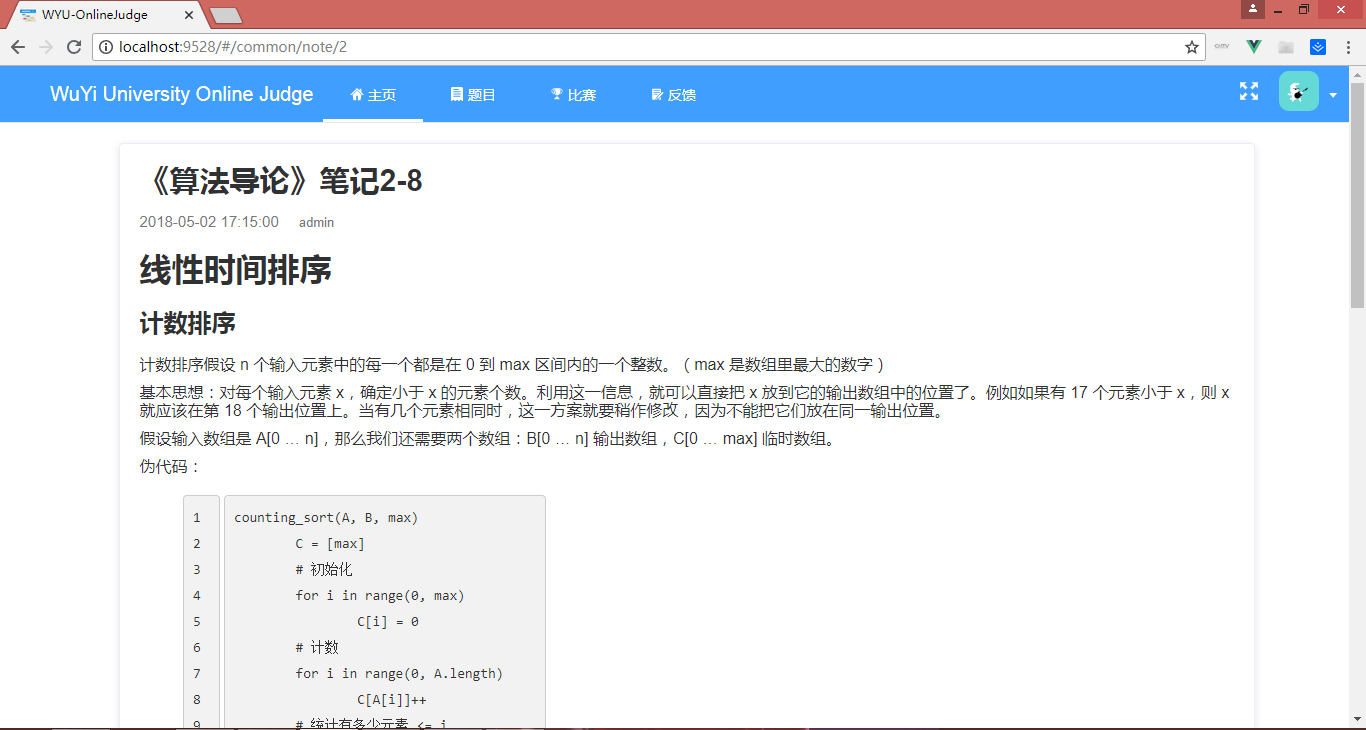 WYU-OnlineJudge
localhost:9528/#/common/note/2
WuYi University Online Judge
主页
题目
比赛
反馈
《算法导论》笔记2-8
2018-05-02 17:15:00 admin
线性时间排序
计数排序
计数排序假设 n 个输入元素中的每一个都是在 0 到 max 区间内的一个整数。（max 是数组里最大的数字）
基本思想：对每个输入元素 x，确定小于 x 的元素个数。利用这一信息，就可以直接把 x 放到它的输出数组中的位置了。例如如果有 17 个元素小于 x，则 x
就应该在第 18 个输出位置上。当有几个元素相同时，这一方案就要稍作修改，因为不能把它们放在同一输出位置。
假设输入数组是 A[0 … n]，那么我们还需要两个数组：B[0 … n] 输出数组，C[0 … max] 临时数组。
伪代码：
1 counting_sort(A, B, max)
2 C = [max]
3 # 初始化
4 for i in range(0, max)
5 C[i] = 0
6 # 计数
7 for i in range(0, A.length)
8 C[A[i]]++
9 # 统计有多少元素 <= i